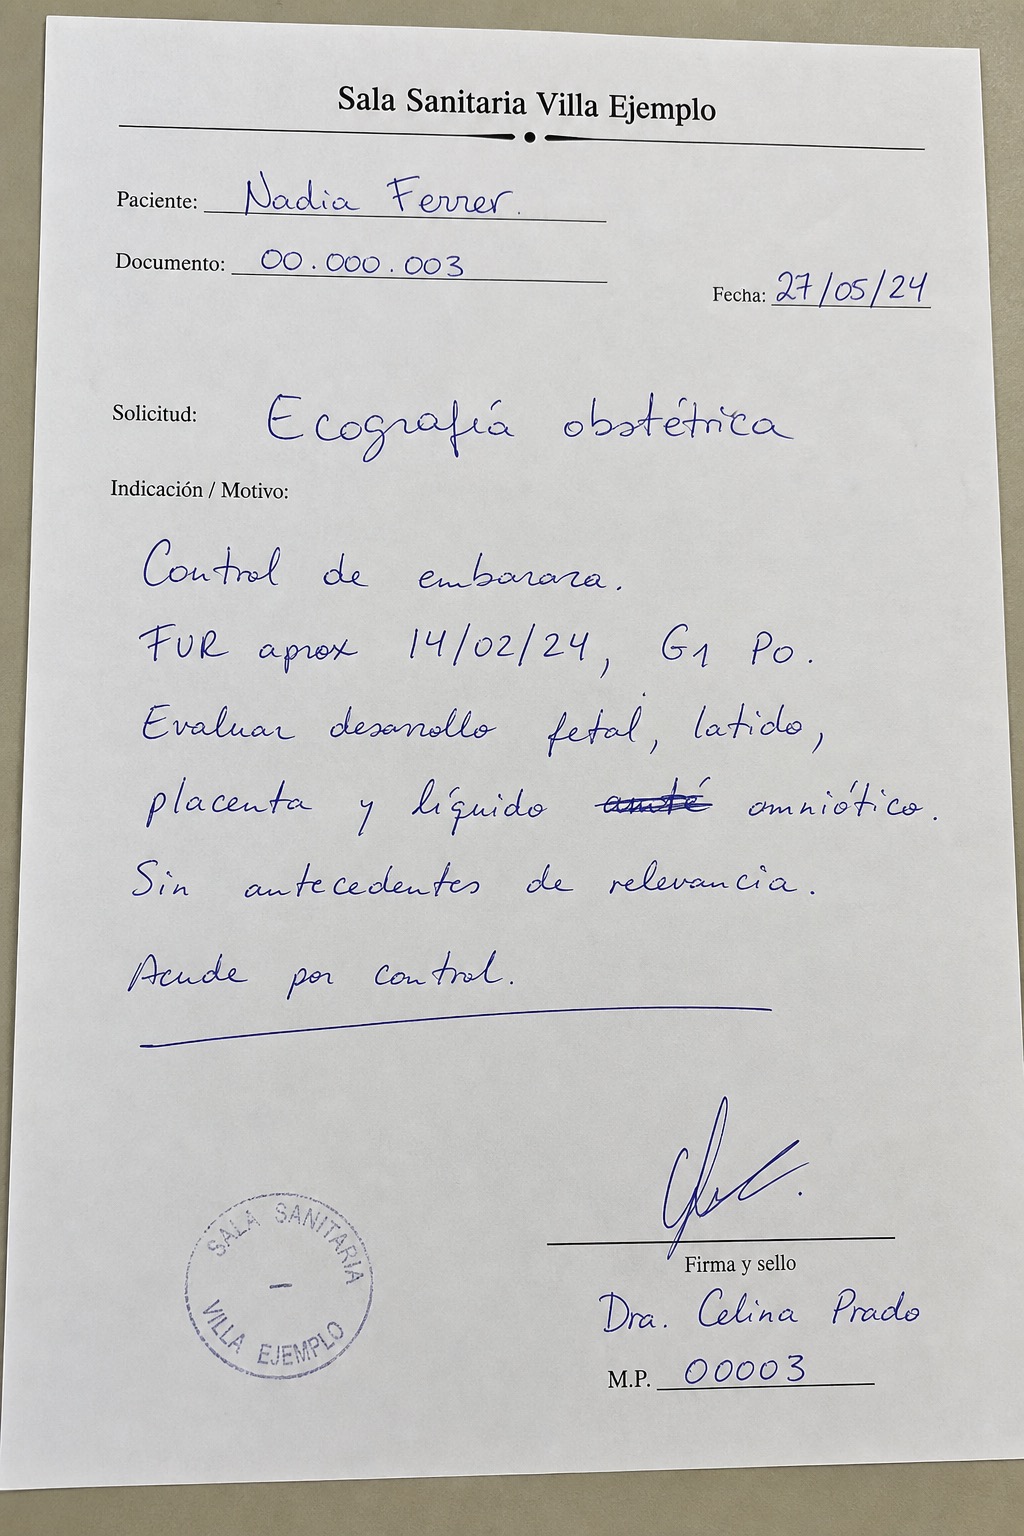 Sala Sanitaria Villa Ejemplo
Paciente: Nadia Ferrer.
Documento: 00.000.003
Fecha: 27/05/24
Solicitud: Ecografía obstétrica
Indicación / Motivo:
Control de embaraza.
FUR aprox 14/02/24, G1 P0.
Evaluar desarrollo fetal, latido,
placenta y líquido amniótico.
Sin antecedentes de relevancia.
Acude por control.
SALA SANITARIA
VILLA EJEMPLO
Firma y sello
Dra. Celina Prado
M.P. 00003